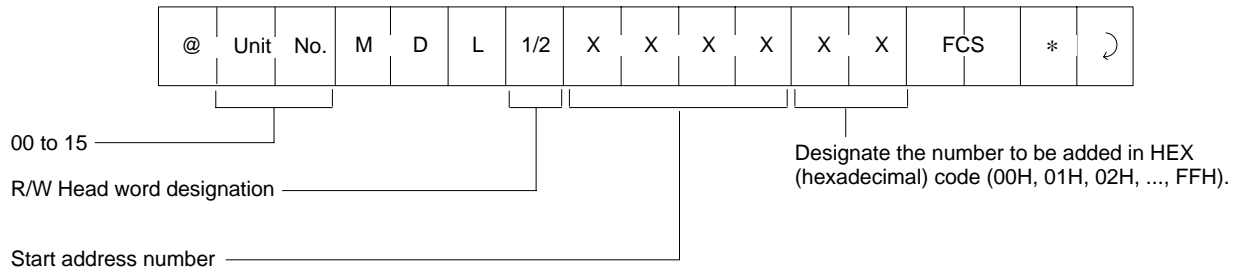 @ Unit No. M D L 1/2 X X X X X X FCS *
00 to 15
Designate the number to be added in HEX
(hexadecimal) code (00H, 01H, 02H, ..., FFH).
R/W Head word designation
Start address number